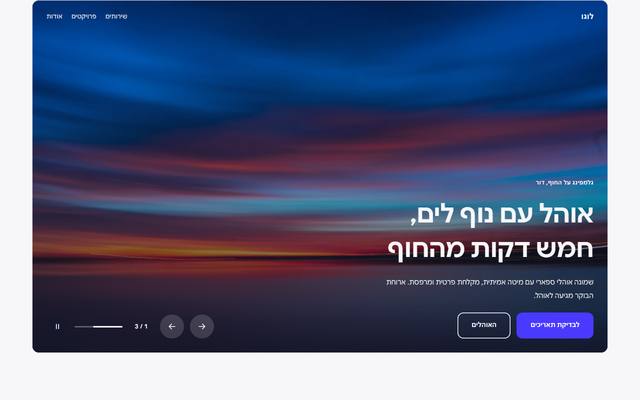 לוגו
שירותים פרויקטים אודות
גלמפינג על החוף, דור
אוהל עם נוף לים,
חמש דקות מהחוף
שמונה אוהלי ספארי עם מיטה אמיתית, מקלחת פרטית ומרפסת. ארוחת
הבוקר מגיעה לאוהל.
לבדיקת תאריכים
האוהלים
3 / 1